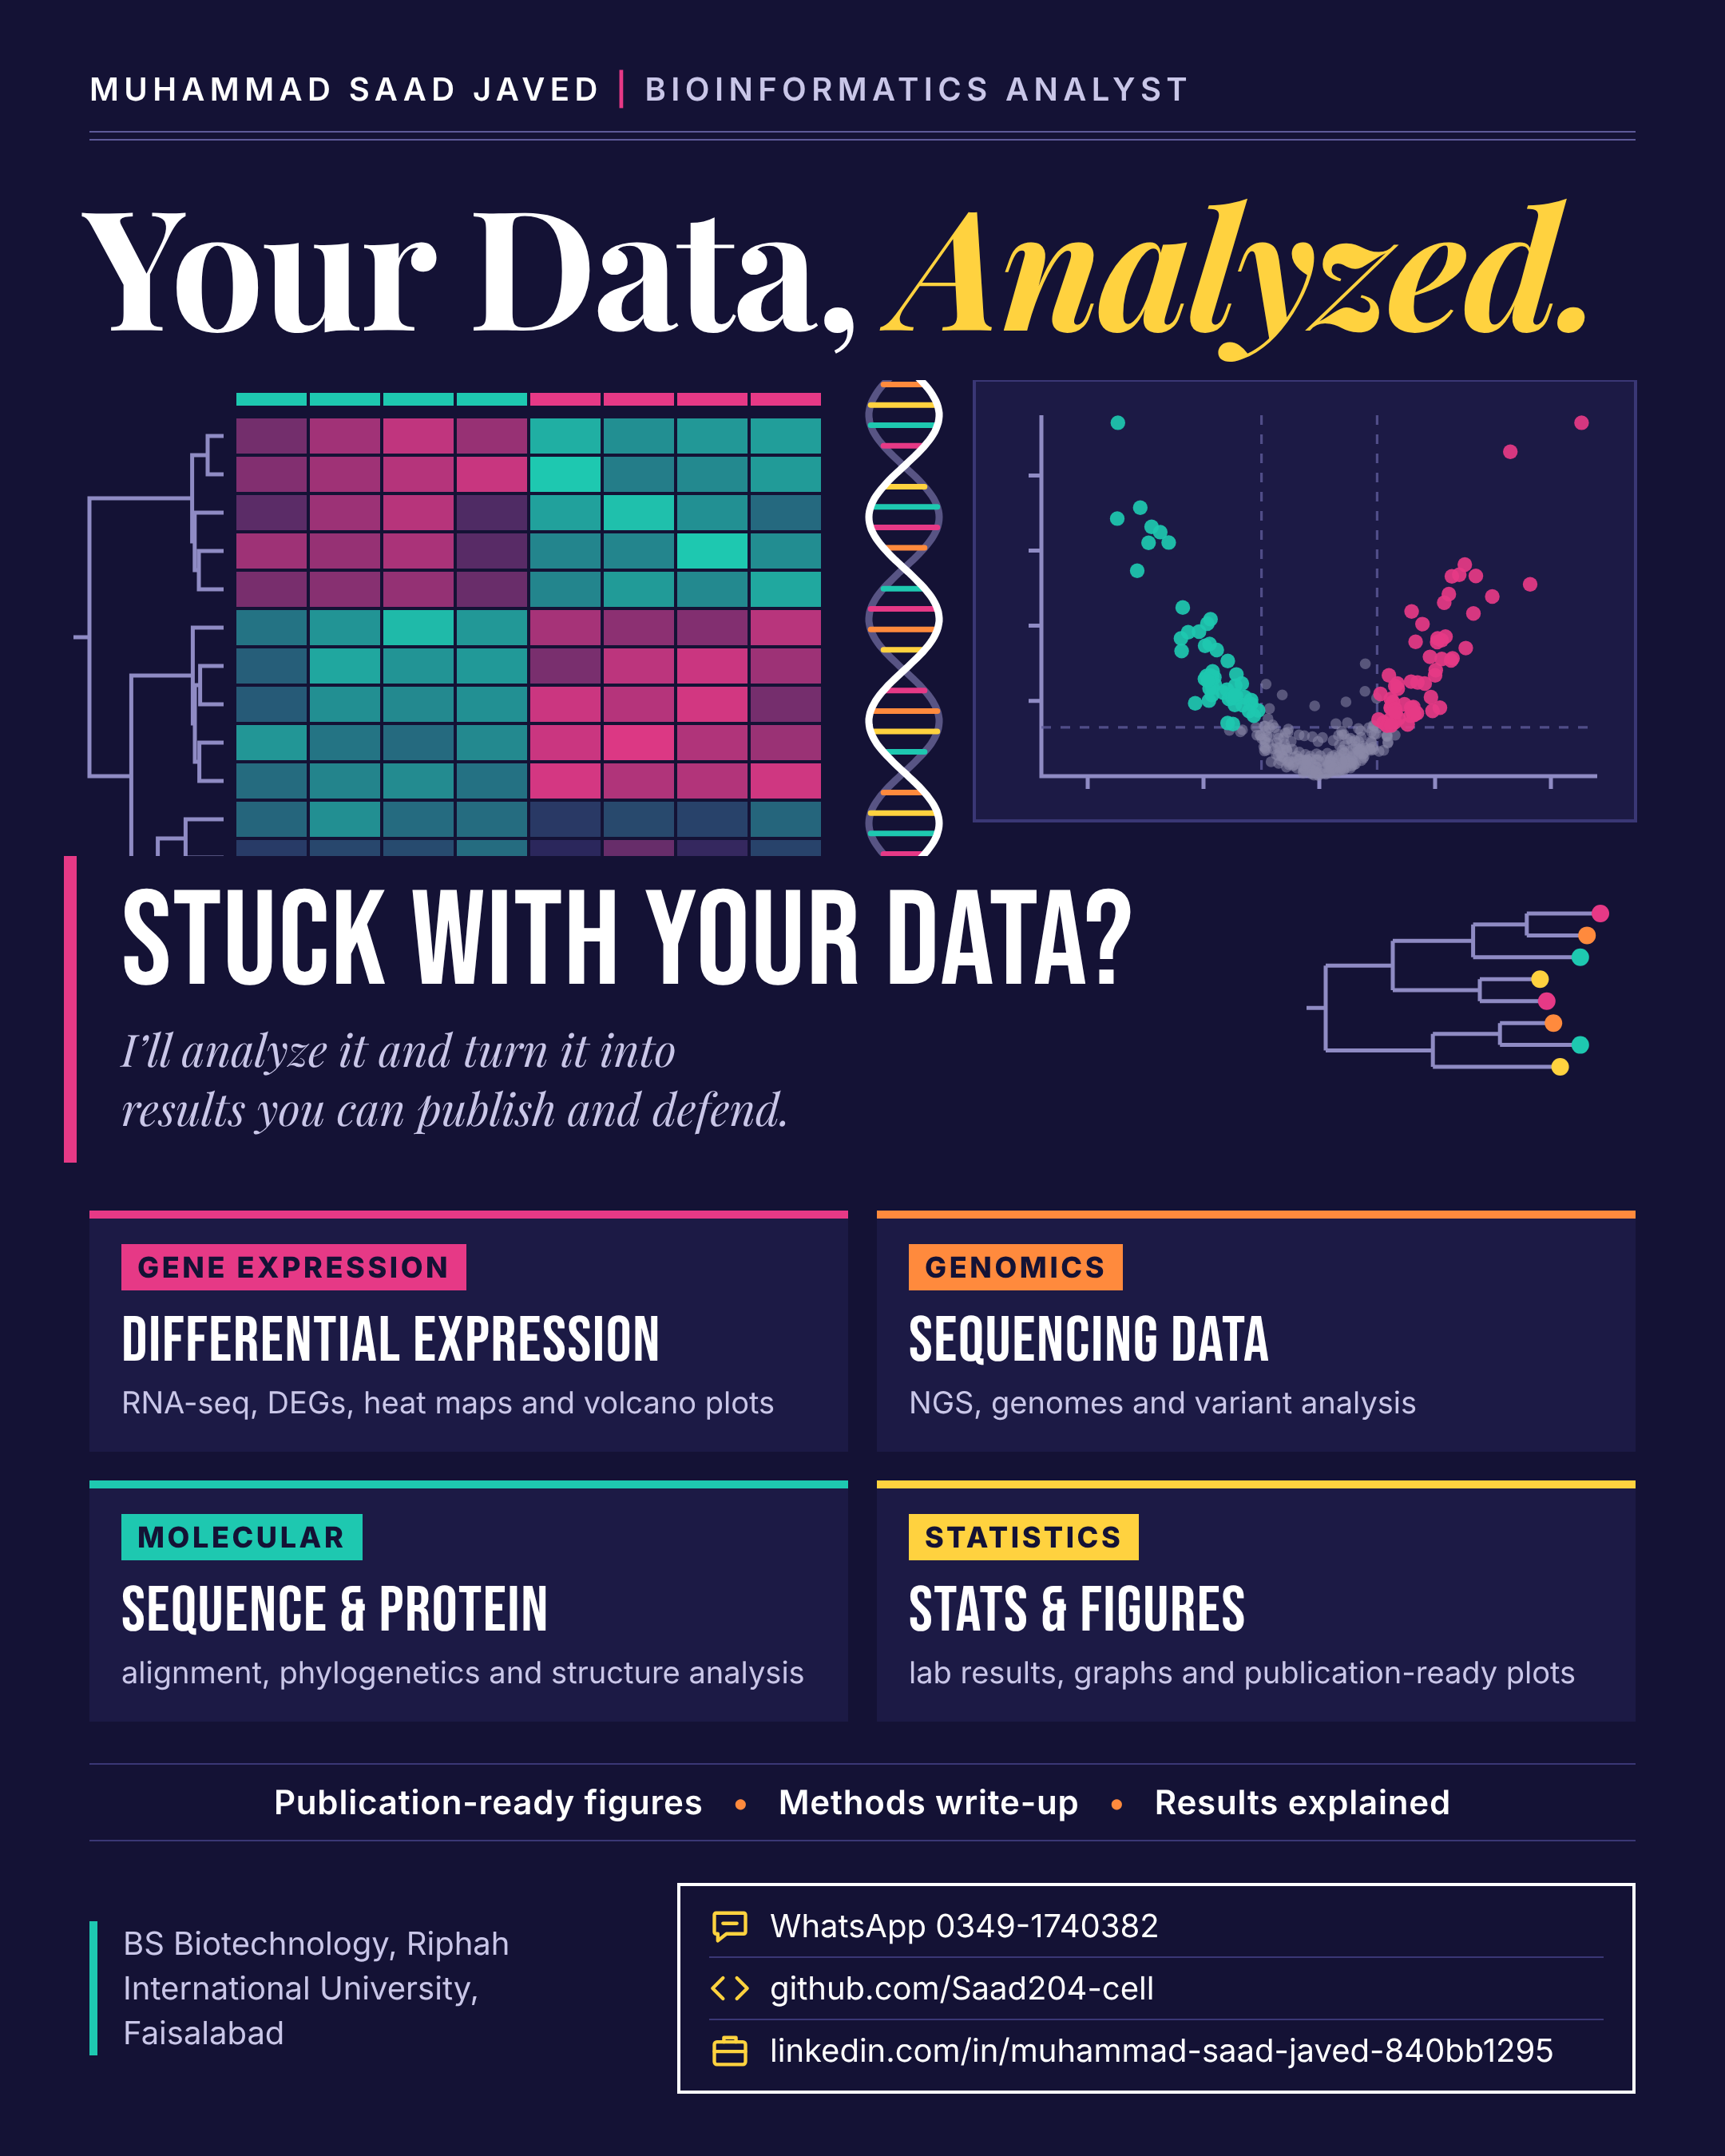 MUHAMMAD SAAD JAVED | BIOINFORMATICS ANALYST
Your Data, Analyzed.
STUCK WITH YOUR DATA?
I’ll analyze it and turn it into
results you can publish and defend.
GENE EXPRESSION
DIFFERENTIAL EXPRESSION
RNA-seq, DEGs, heat maps and volcano plots
GENOMICS
SEQUENCING DATA
NGS, genomes and variant analysis
MOLECULAR
SEQUENCE & PROTEIN
alignment, phylogenetics and structure analysis
STATISTICS
STATS & FIGURES
lab results, graphs and publication-ready plots
Publication-ready figures • Methods write-up • Results explained
BS Biotechnology, Riphah
International University,
Faisalabad
WhatsApp 0349-1740382
github.com/Saad204-cell
linkedin.com/in/muhammad-saad-javed-840bb1295